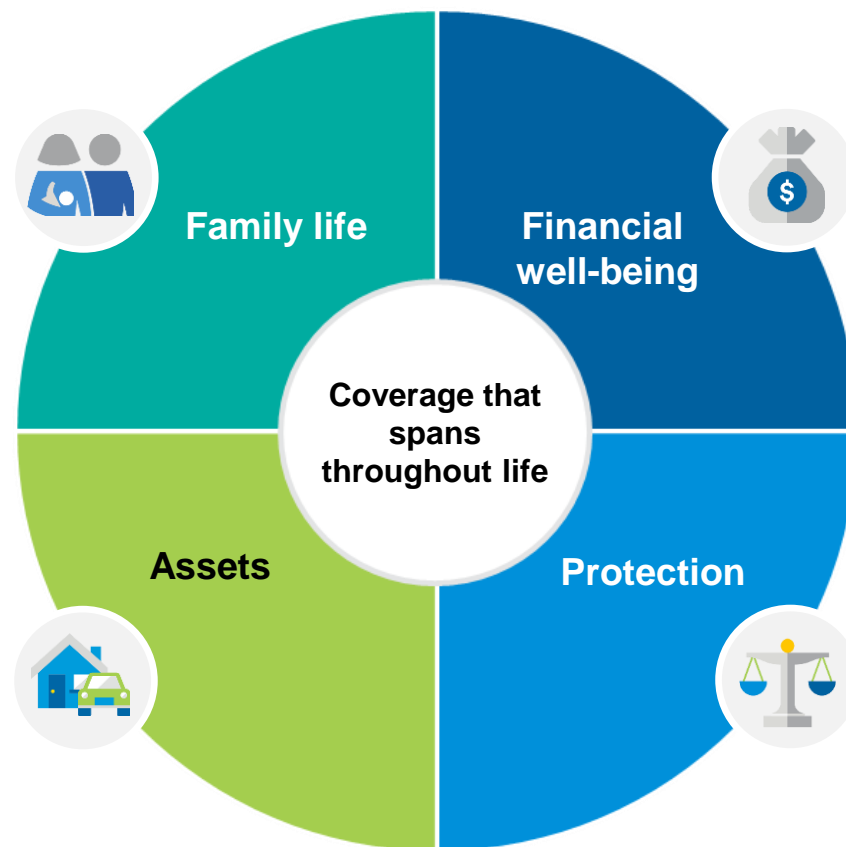 Family life
Financial
well-being
Coverage that
spans
throughout life
Assets
Protection
$